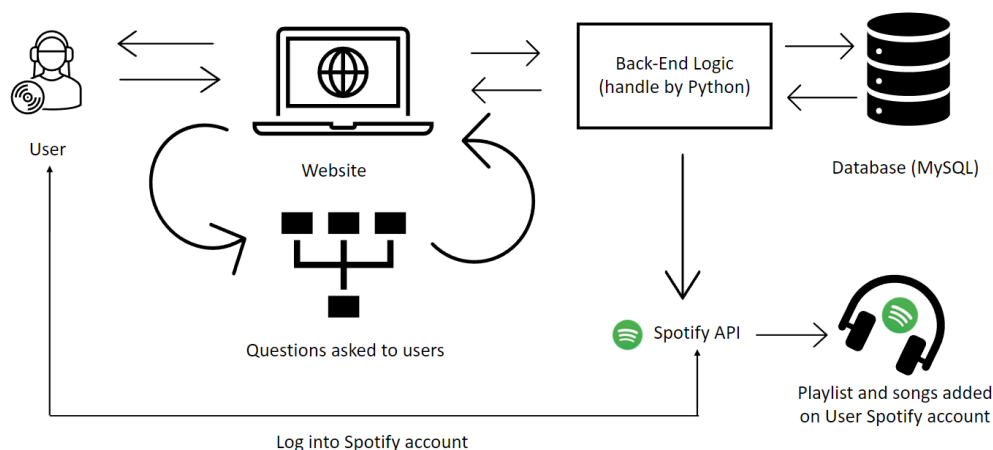 Back-End Logic
(handle by Python)
User
Website
Database (MySQL)
Questions asked to users
Spotify API
Playlist and songs added
on User Spotify account
Log into Spotify account